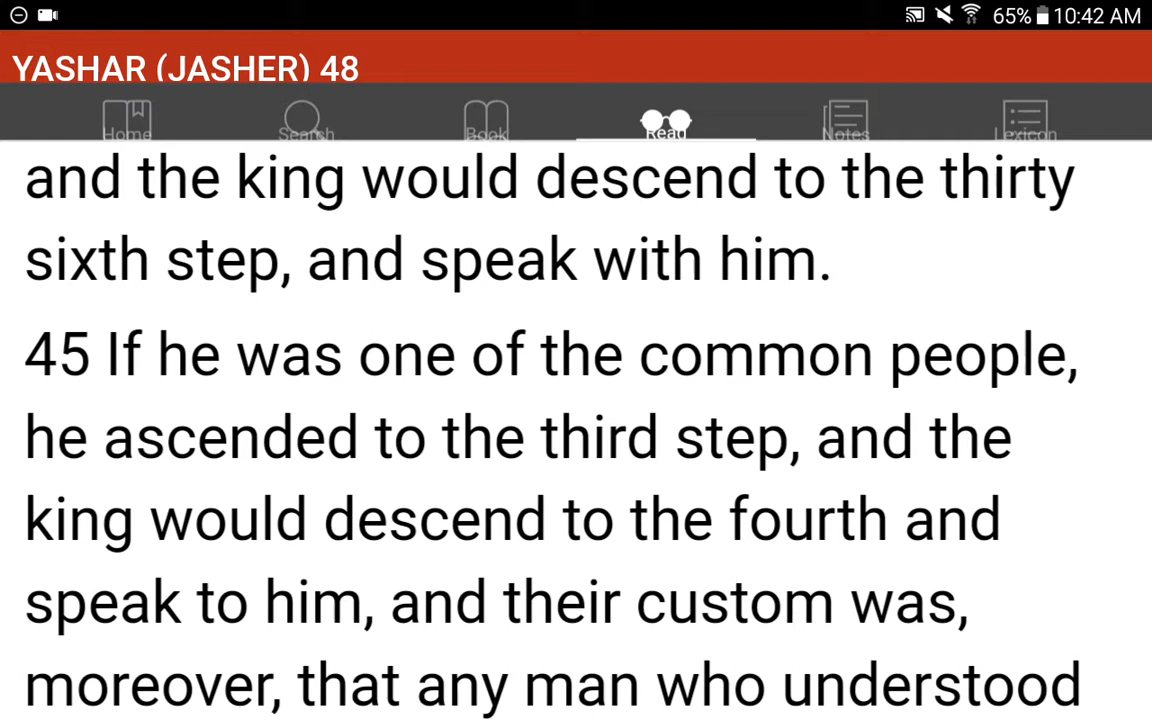 65% 10:42 AM
YASHAR (JASHER) 48
Home Search Book Read Notes Lexicon
and the king would descend to the thirty
sixth step, and speak with him.
45 If he was one of the common people,
he ascended to the third step, and the
king would descend to the fourth and
speak to him, and their custom was,
moreover, that any man who understood